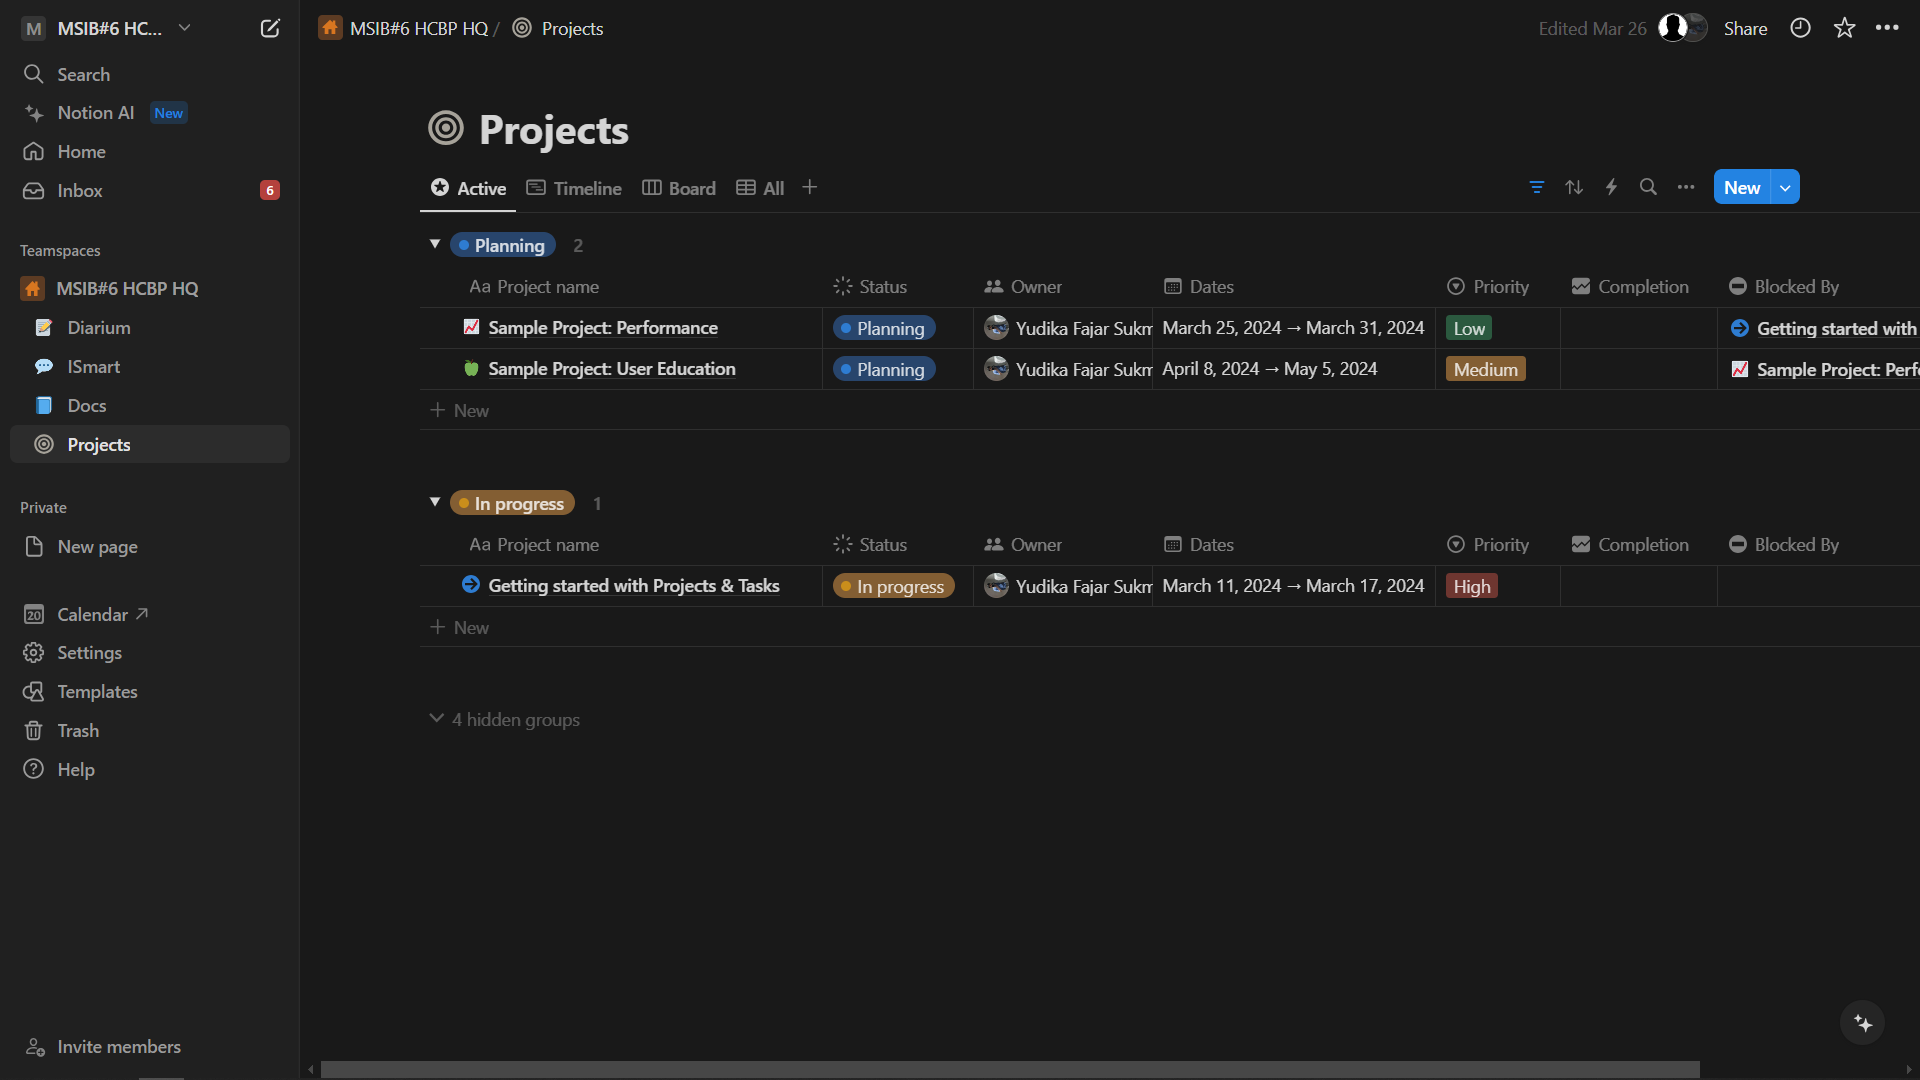 M MSIB#6 HC...
Search
Notion AI New
Home
Inbox 6
Teamspaces
MSIB#6 HCBP HQ
Diarium
ISmart
Docs
Projects
Private
New page
20 Calendar
Settings
Templates
Trash
Help
Invite members
MSIB#6 HCBP HQ / Projects
Edited Mar 26 Share
Projects
Active Timeline Board All
New
Planning 2
Aa Project name Status Owner Dates Priority Completion Blocked By
Sample Project: Performance Planning Yudika Fajar Sukm March 25, 2024 → March 31, 2024 Low Getting started with
Sample Project: User Education Planning Yudika Fajar Sukm April 8, 2024 → May 5, 2024 Medium Sample Project: Perf
+ New
In progress 1
Aa Project name Status Owner Dates Priority Completion Blocked By
Getting started with Projects & Tasks In progress Yudika Fajar Sukm March 11, 2024 → March 17, 2024 High
+ New
4 hidden groups